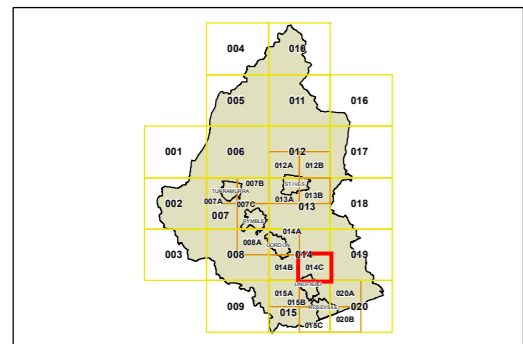 004 010
005 011 016
001 006 012 017
012A 012B
007B ST IVES
TURRAMURRA
002 007A 007C 013A 013B 018
007 013
PYMBLE
014A
008A GORDON
003 008 014 019
014B 014C
LINDFIELD
015A 020A
009 015B ROSEVILLE 020
015 020B
015C